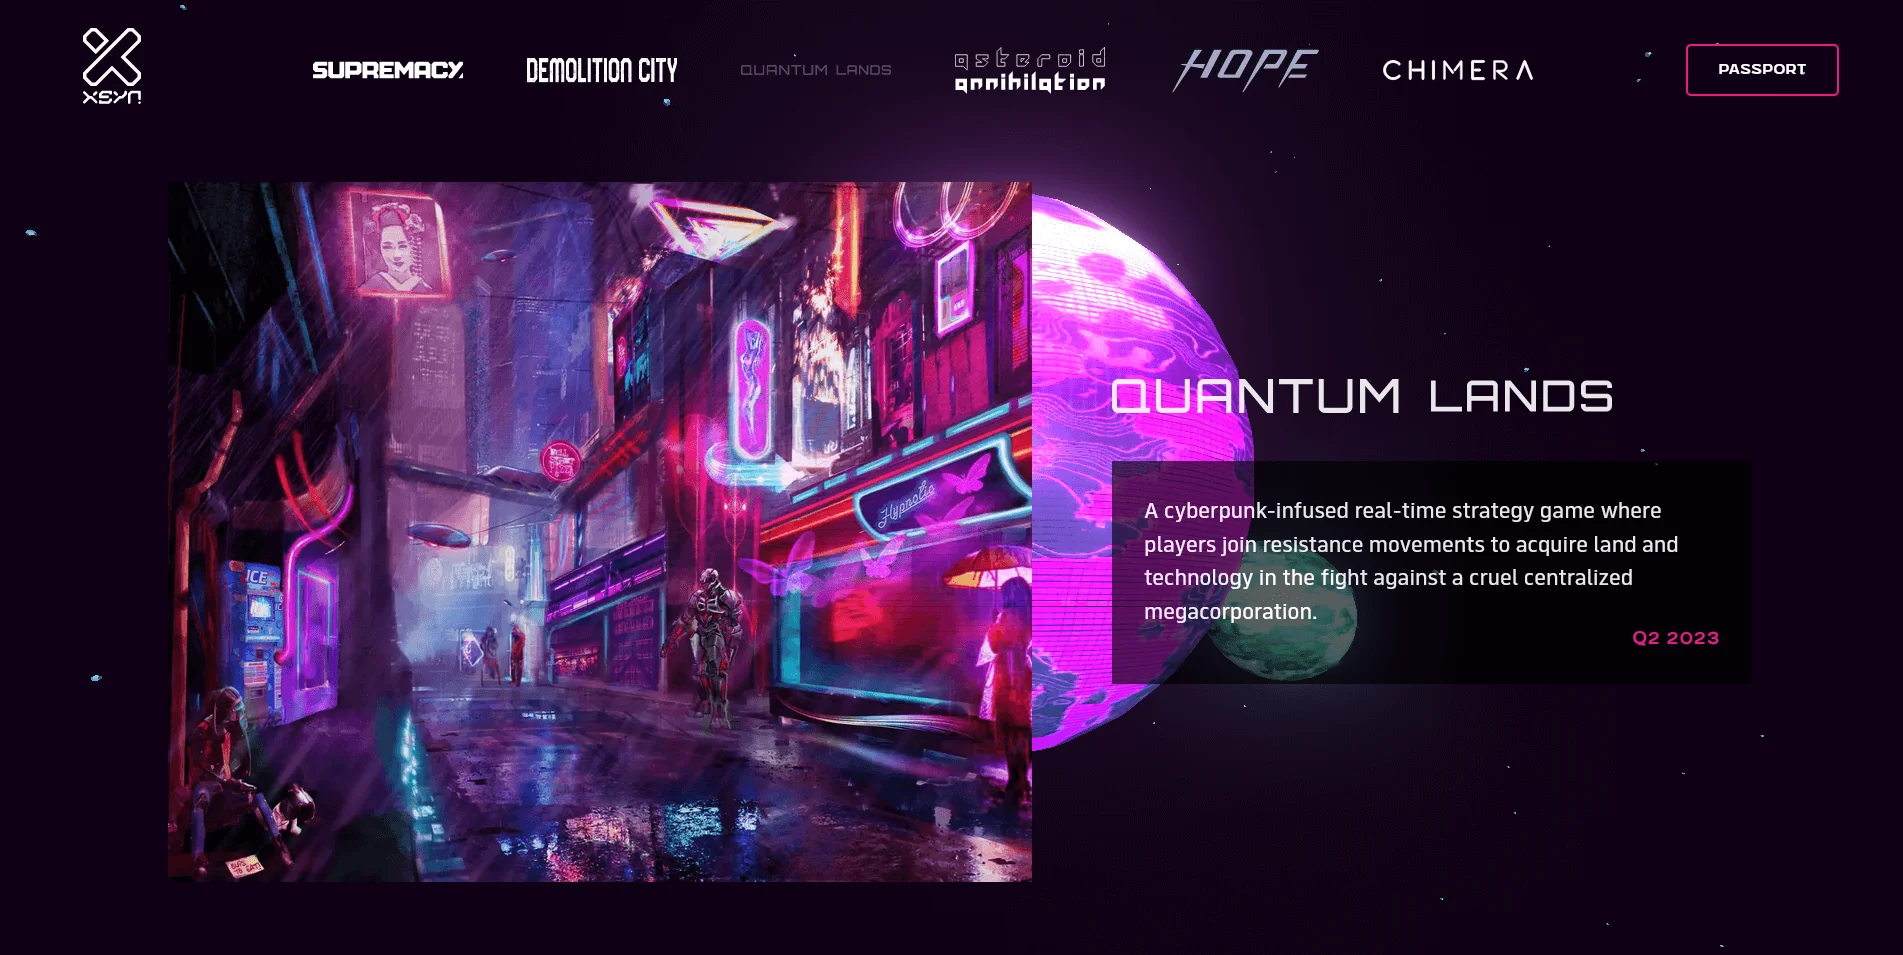 XSYN
SUPREMACY
DEMOLITION CITY
QUANTUM LANDS
asteroid
annihilation
HOPE
CHIMERA
PASSPORT
QUANTUM LANDS
A cyberpunk-infused real-time strategy game where
players join resistance movements to acquire land and
technology in the fight against a cruel centralized
megacorporation.
Q2 2023
Hypnotic
ICE